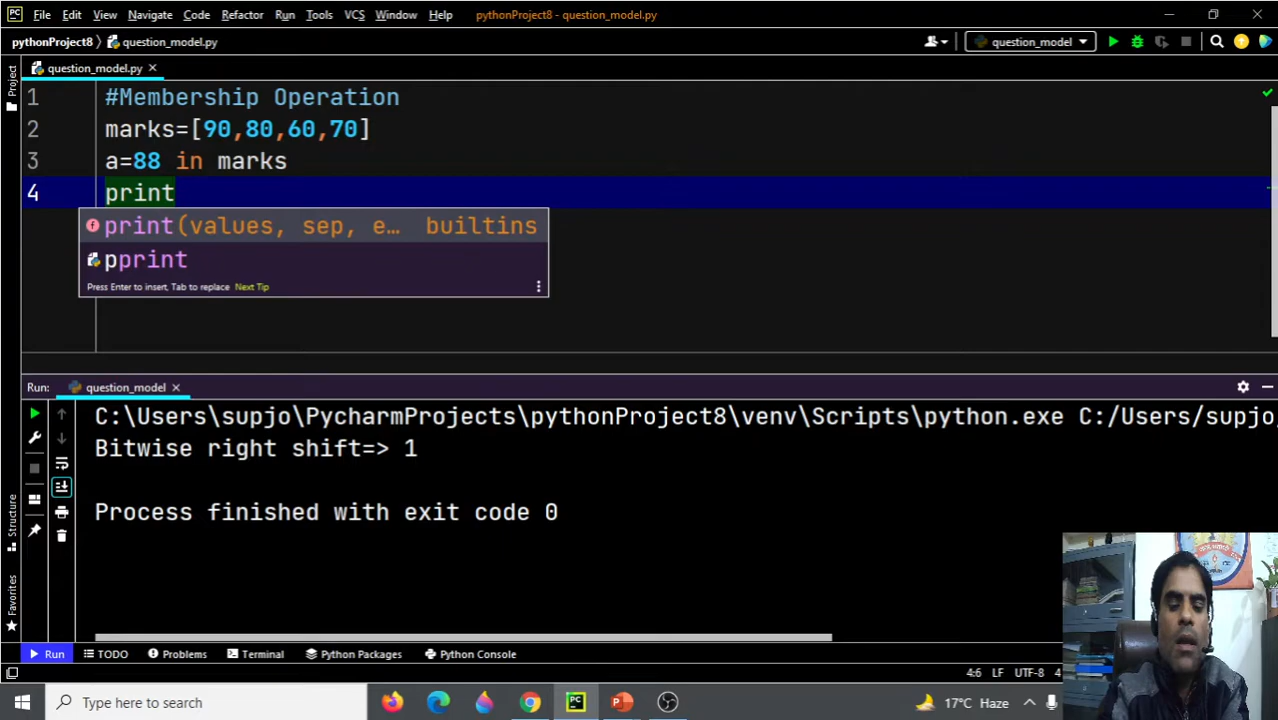 File Edit View Navigate Code Refactor Run Tools VCS Window Help pythonProject8 - question_model.py
pythonProject8 question_model.py question_model
Project
question_model.py
1 #Membership Operation
2 marks=[90,80,60,70]
3 a=88 in marks
4 print
print(values, sep, e… builtins
pprint
Press Enter to insert, Tab to replace Next Tip
Run: question_model
C:\Users\supjo\PycharmProjects\pythonProject8\venv\Scripts\python.exe C:/Users/supjo
Bitwise right shift=> 1
Process finished with exit code 0
Structure
Favorites
Run TODO Problems Terminal Python Packages Python Console
4:6 LF UTF-8 4
Type here to search 17°C Haze